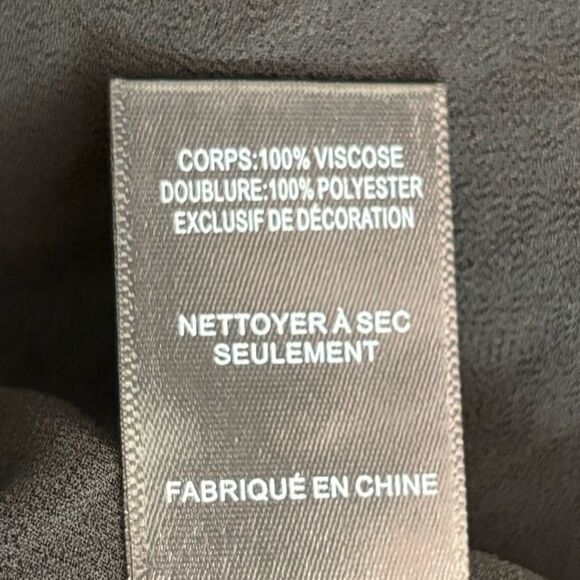 CORPS:100% VISCOSE
DOUBLURE:100% POLYESTER
EXCLUSIF DE DÉCORATION
NETTOYER À SEC
SEULEMENT
FABRIQUÉ EN CHINE